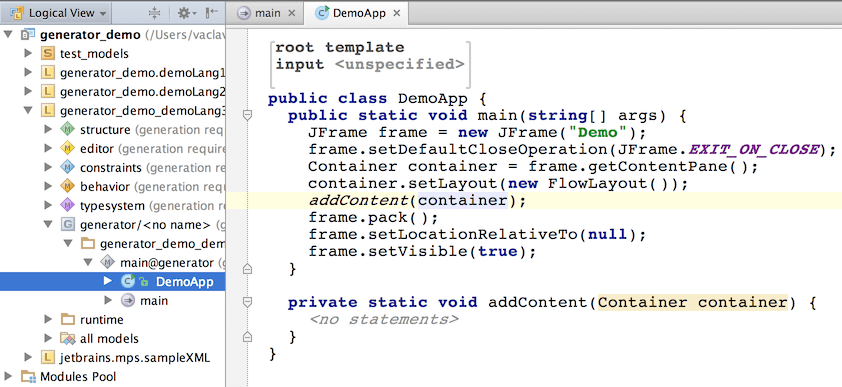 Logical View
main
DemoApp
generator_demo (/Users/vaclav
test_models
generator_demo.demoLang1
generator_demo.demoLang2
generator_demo_demoLang3
structure (generation req
editor (generation require
constraints (generation re
behavior (generation requ
typesystem (generation re
generator/<no name> (
generator_demo_dem
main@generator (
DemoApp
main
runtime
all models
jetbrains.mps.sampleXML
Modules Pool
root template
input <unspecified>
public class DemoApp {
public static void main(string[] args) {
JFrame frame = new JFrame("Demo");
frame.setDefaultCloseOperation(JFrame.EXIT_ON_CLOSE);
Container container = frame.getContentPane();
container.setLayout(new FlowLayout());
addContent(container);
frame.pack();
frame.setLocationRelativeTo(null);
frame.setVisible(true);
}
private static void addContent(Container container) {
<no statements>
}
}